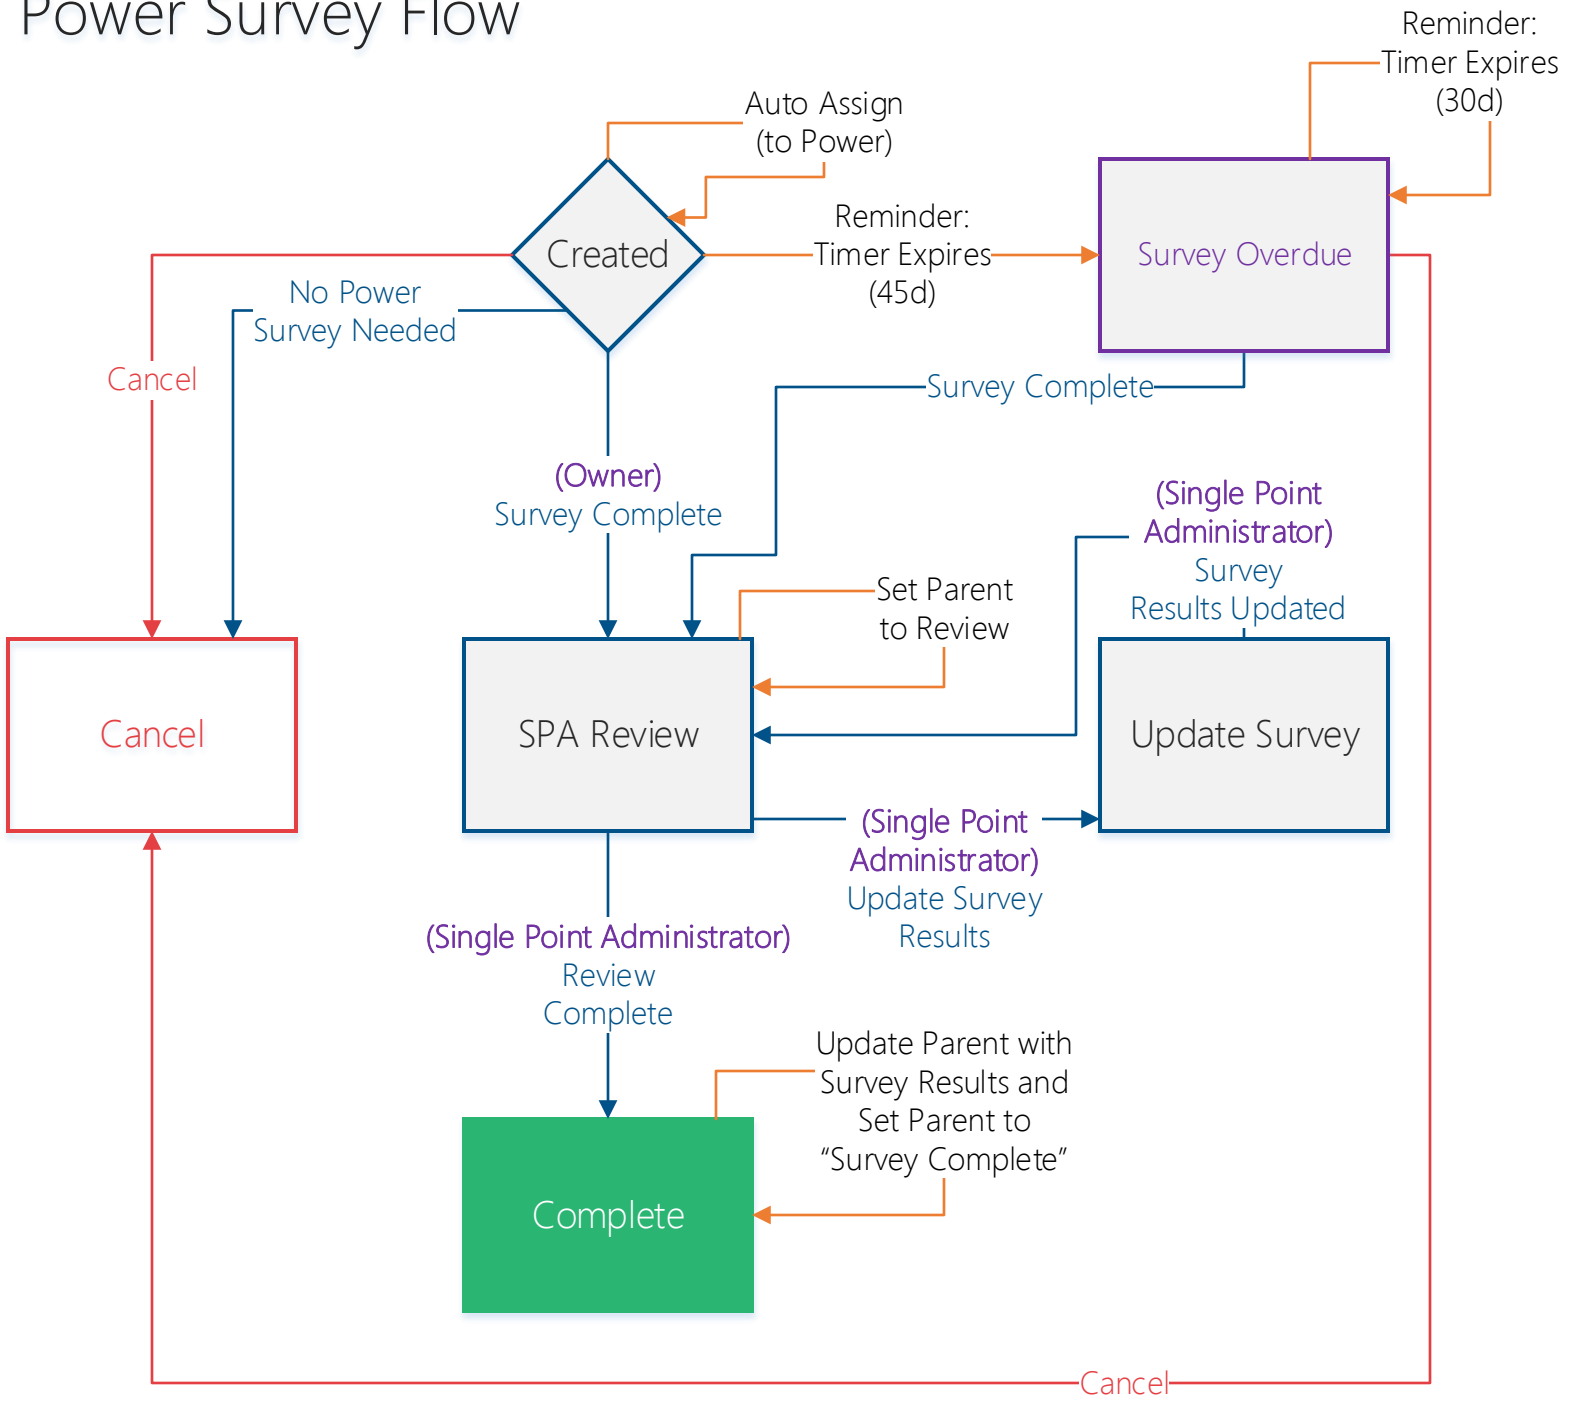 Power Survey Flow
Reminder:
Timer Expires
(30d)
Auto Assign
(to Power)
Reminder:
Timer Expires
(45d)
Created
Survey Overdue
No Power
Survey Needed
Cancel
Survey Complete
(Owner)
Survey Complete
(Single Point
Administrator)
Survey
Results Updated
Set Parent
to Review
Cancel
SPA Review
Update Survey
(Single Point
Administrator)
Update Survey
Results
(Single Point Administrator)
Review
Complete
Update Parent with
Survey Results and
Set Parent to
“Survey Complete”
Complete
Cancel